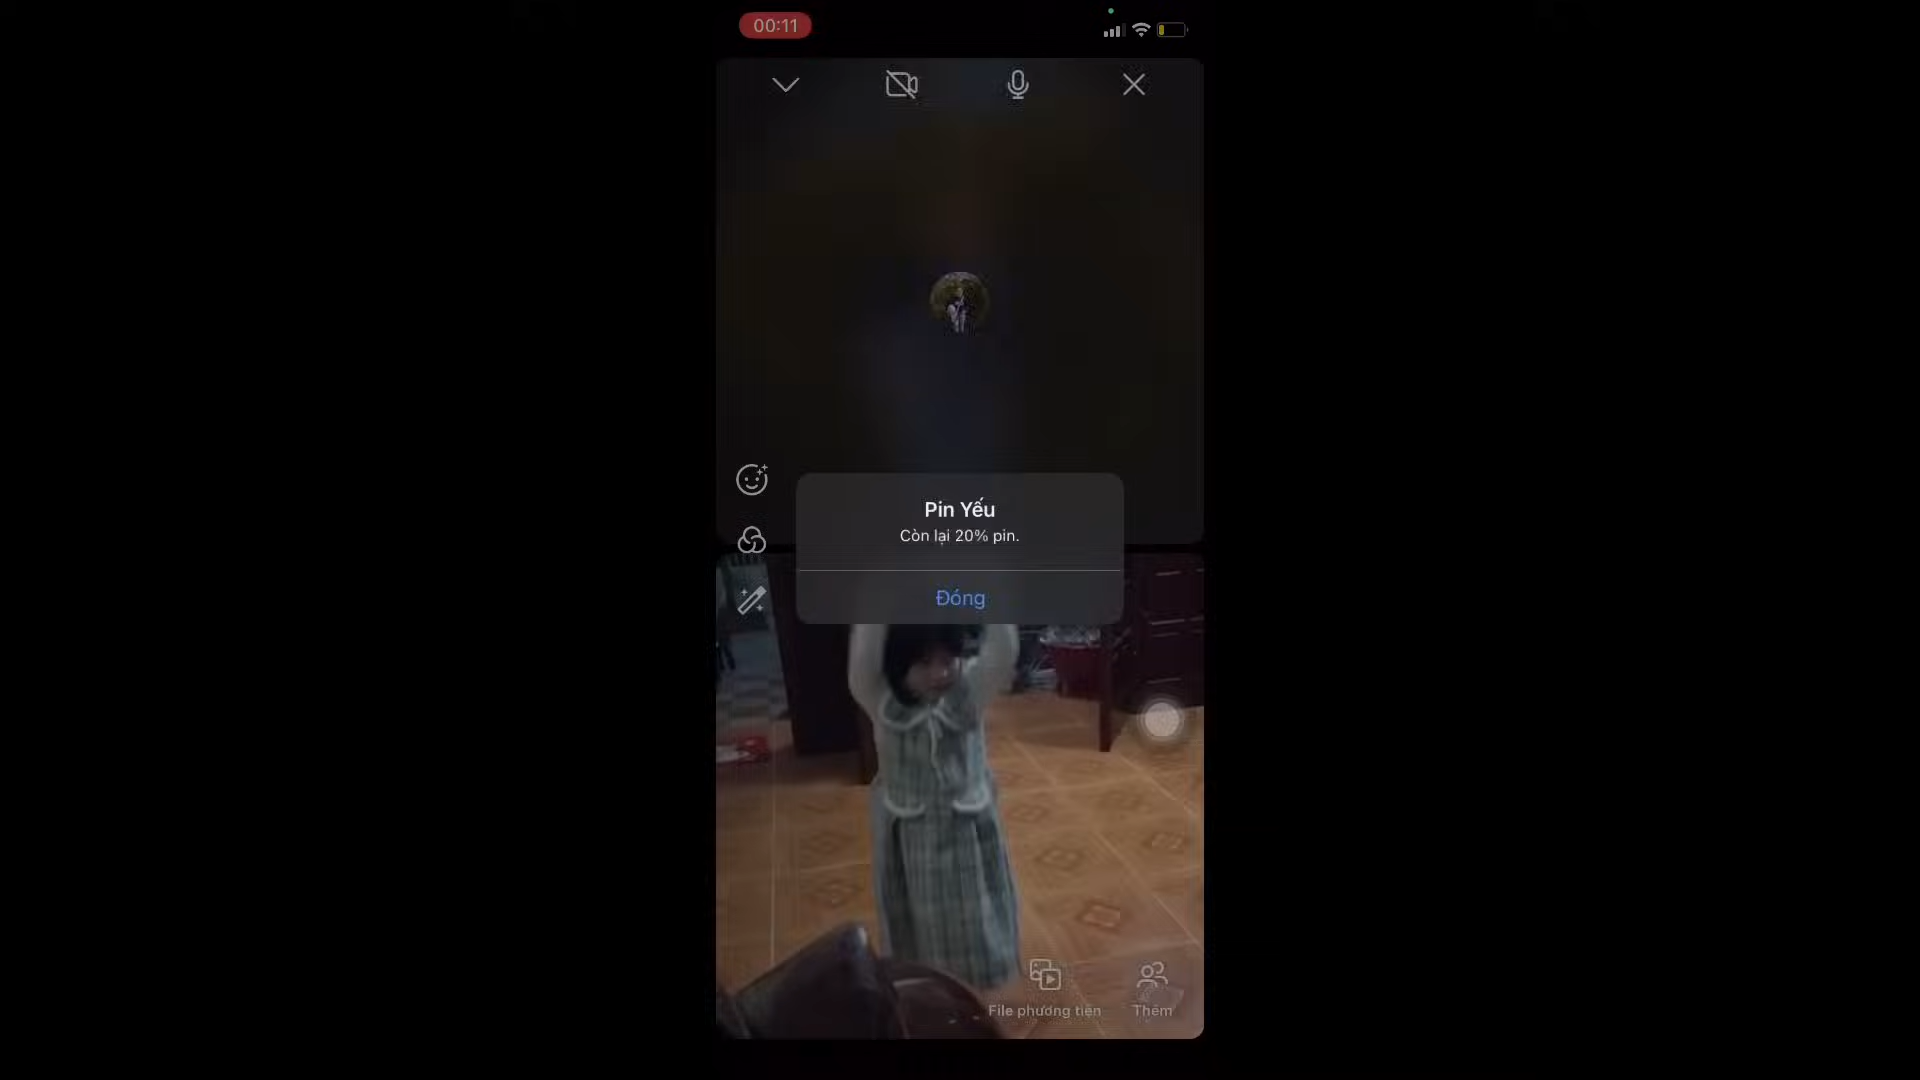 00:11
Pin Yếu
Còn lại 20% pin.
Đóng
File phương tiện
Thêm